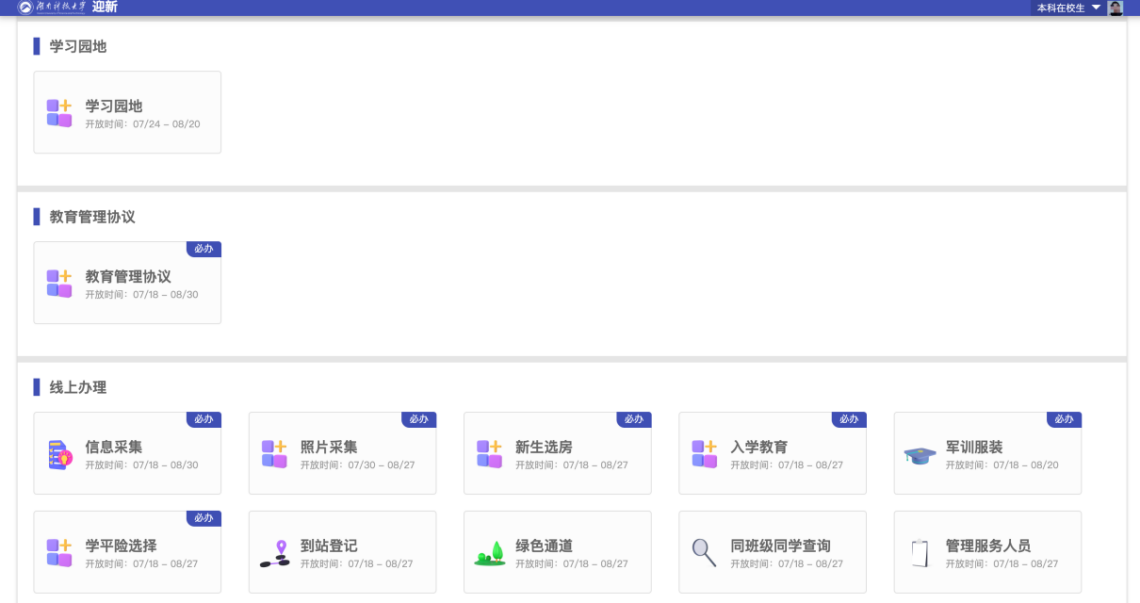 湖南科技大学 迎新
本科在校生
学习园地
学习园地
开放时间：07/24 - 08/20
教育管理协议
必办
教育管理协议
开放时间：07/18 - 08/30
线上办理
必办
信息采集
开放时间：07/18 - 08/30
必办
照片采集
开放时间：07/30 - 08/27
必办
新生选房
开放时间：07/18 - 08/27
必办
入学教育
开放时间：07/18 - 08/27
必办
军训服装
开放时间：07/18 - 08/20
必办
学平险选择
开放时间：07/18 - 08/27
到站登记
开放时间：07/18 - 08/27
绿色通道
开放时间：07/18 - 08/27
同班级同学查询
开放时间：07/18 - 08/27
管理服务人员
开放时间：07/18 - 08/27